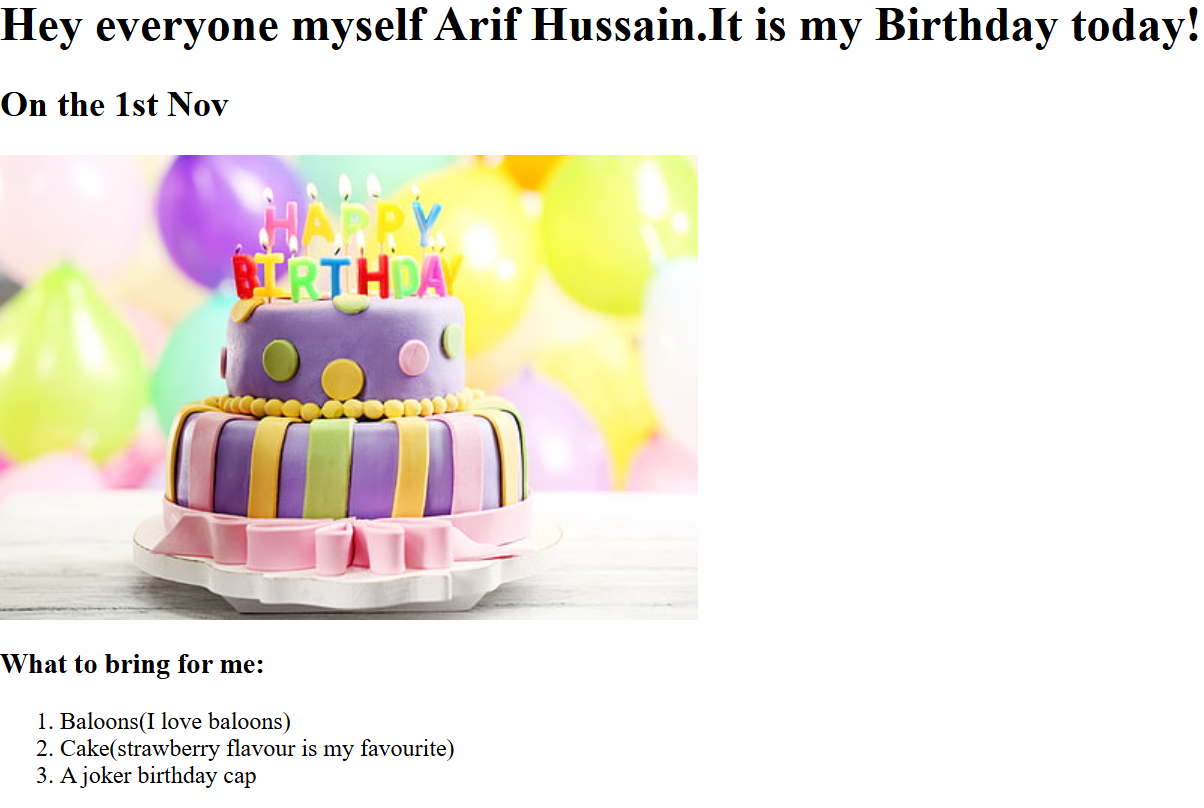 Hey everyone myself Arif Hussain.It is my Birthday today!
On the 1st Nov
HAPPY
BIRTHDAY
What to bring for me:
1. Baloons(I love baloons)
2. Cake(strawberry flavour is my favourite)
3. A joker birthday cap